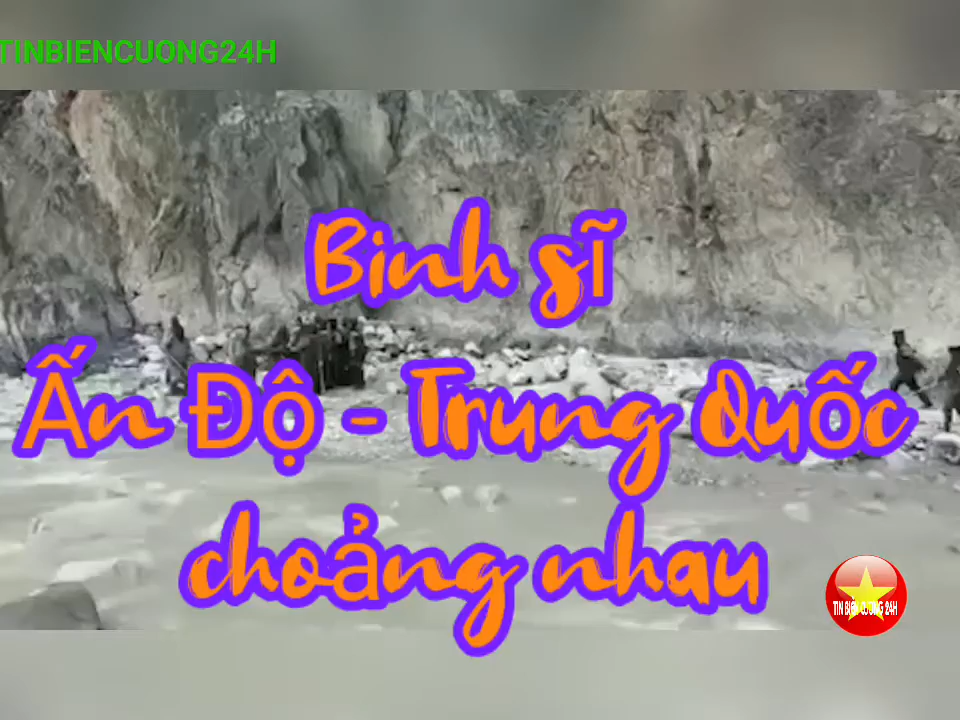 TINBIENCUONG24H
Binh sĩ
Ấn Độ - Trung Quốc
choảng nhau
TIN BIÊN CƯƠNG 24H